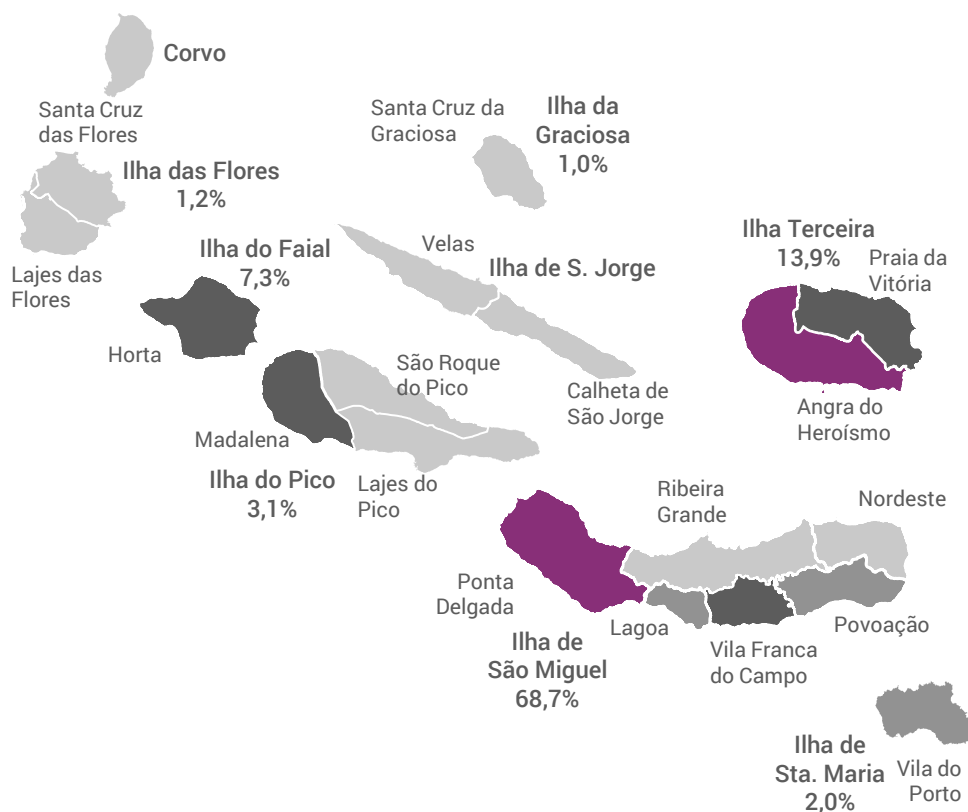 Corvo
Santa Cruz
das Flores
Ilha das Flores
1,2%
Lajes das
Flores
Santa Cruz da
Graciosa
Ilha da
Graciosa
1,0%
Ilha do Faial
7,3%
Horta
Velas
Ilha de S. Jorge
Calheta de
São Jorge
Ilha Terceira
13,9%
Praia da
Vitória
Angra do
Heroísmo
São Roque
do Pico
Madalena
Ilha do Pico
3,1%
Lajes do
Pico
Ribeira
Grande
Nordeste
Ponta
Delgada
Lagoa
Vila Franca
do Campo
Povoação
Ilha de
São Miguel
68,7%
Ilha de
Sta. Maria
2,0%
Vila do
Porto